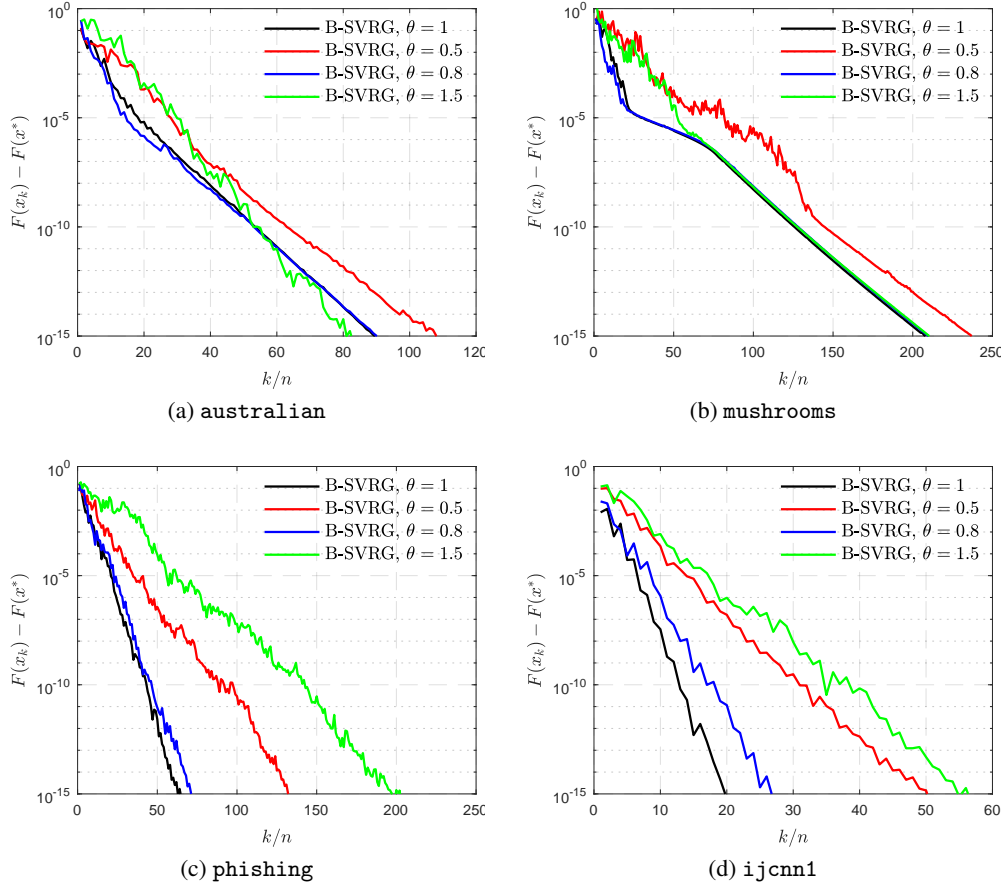 10^0
10^{-5}
10^{-10}
10^{-15}
F(x_k) − F(x^*)
B-SVRG, θ = 1
B-SVRG, θ = 0.5
B-SVRG, θ = 0.8
B-SVRG, θ = 1.5
0 20 40 60 80 100 120
k/n
(a) australian
10^0
10^{-5}
10^{-10}
10^{-15}
F(x_k) − F(x^*)
B-SVRG, θ = 1
B-SVRG, θ = 0.5
B-SVRG, θ = 0.8
B-SVRG, θ = 1.5
0 50 100 150 200 250
k/n
(b) mushrooms
10^0
10^{-5}
10^{-10}
10^{-15}
F(x_k) − F(x^*)
B-SVRG, θ = 1
B-SVRG, θ = 0.5
B-SVRG, θ = 0.8
B-SVRG, θ = 1.5
0 50 100 150 200 250
k/n
(c) phishing
10^0
10^{-5}
10^{-10}
10^{-15}
F(x_k) − F(x^*)
B-SVRG, θ = 1
B-SVRG, θ = 0.5
B-SVRG, θ = 0.8
B-SVRG, θ = 1.5
0 10 20 30 40 50 60
k/n
(d) ijcnn1